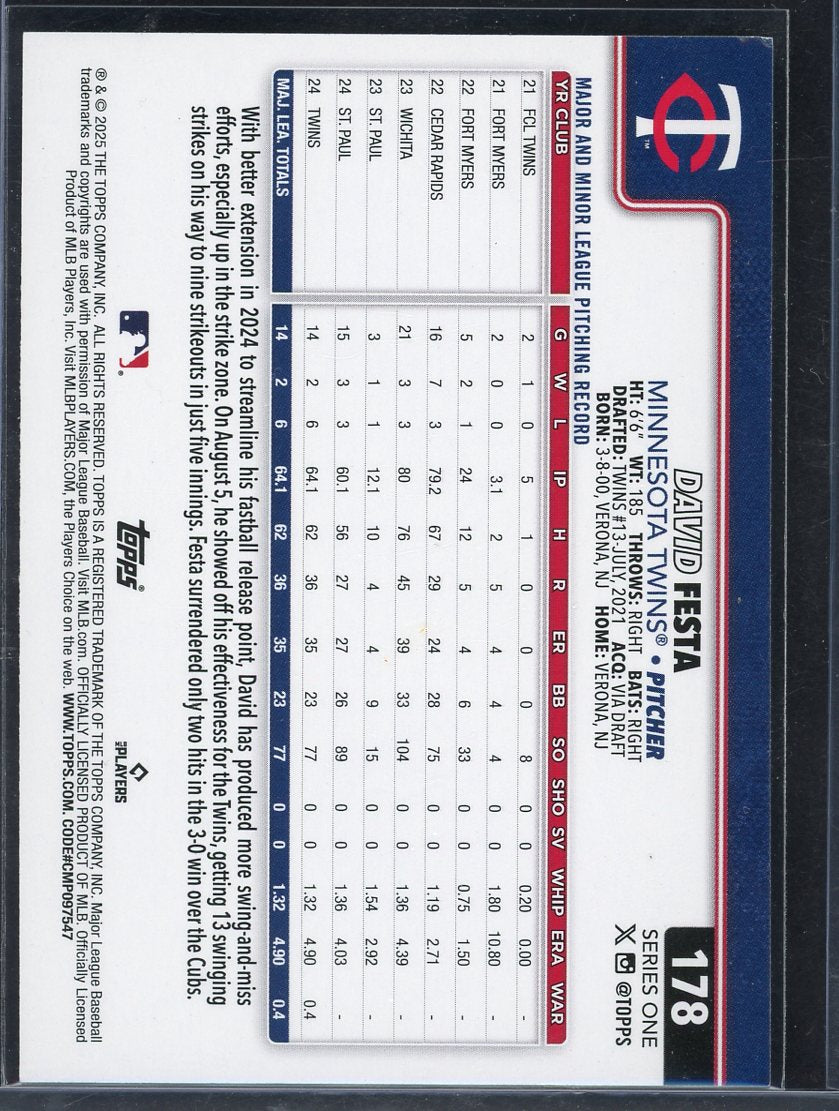 TC™
178
SERIES ONE
X @TOPPS
DAVID FESTA
MINNESOTA TWINS® • PITCHER
HT: 6'6" WT: 185 THROWS: RIGHT BATS: RIGHT
DRAFTED: TWINS #13-JULY, 2021 ACQ: VIA DRAFT
BORN: 3-8-00, VERONA, NJ HOME: VERONA, NJ
MAJOR AND MINOR LEAGUE PITCHING RECORD
YR CLUB G W L IP H R ER BB SO SHO SV WHIP ERA WAR
21 FCL TWINS 2 1 0 5 1 0 0 0 8 0 0 0.20 0.00 -
21 FORT MYERS 2 0 0 3.1 2 5 4 4 4 0 0 1.80 10.80 -
22 FORT MYERS 5 2 1 24 12 5 4 6 33 0 0 0.75 1.50 -
22 CEDAR RAPIDS 16 7 3 79.2 67 29 24 28 75 0 0 1.19 2.71 -
23 WICHITA 21 3 3 80 76 45 39 33 104 0 0 1.36 4.39 -
23 ST. PAUL 3 1 1 12.1 10 4 4 9 15 0 0 1.54 2.92 -
24 ST. PAUL 15 3 3 60.1 56 27 27 26 89 0 0 1.36 4.03 -
24 TWINS 14 2 6 64.1 62 36 35 23 77 0 0 1.32 4.90 0.4
MAJ. LEA. TOTALS 14 2 6 64.1 62 36 35 23 77 0 0 1.32 4.90 0.4
With better extension in 2024 to streamline his fastball release point, David has produced more swing-and-miss
efforts, especially up in the strike zone. On August 5, he showed off his effectiveness for the Twins, getting 13 swinging
strikes on his way to nine strikeouts in just five innings. Festa surrendered only two hits in the 3-0 win over the Cubs.
topps®
MLB PLAYERS
® & © 2025 THE TOPPS COMPANY, INC. ALL RIGHTS RESERVED. TOPPS IS A REGISTERED TRADEMARK OF THE TOPPS COMPANY, INC. Major League Baseball
trademarks and copyrights are used with permission of Major League Baseball. Visit MLB.com. OFFICIALLY LICENSED PRODUCT OF MLB. Officially Licensed
Product of MLB Players, Inc. Visit MLBPLAYERS.COM, the Players Choice on the web. WWW.TOPPS.COM. CODE#CMP097547